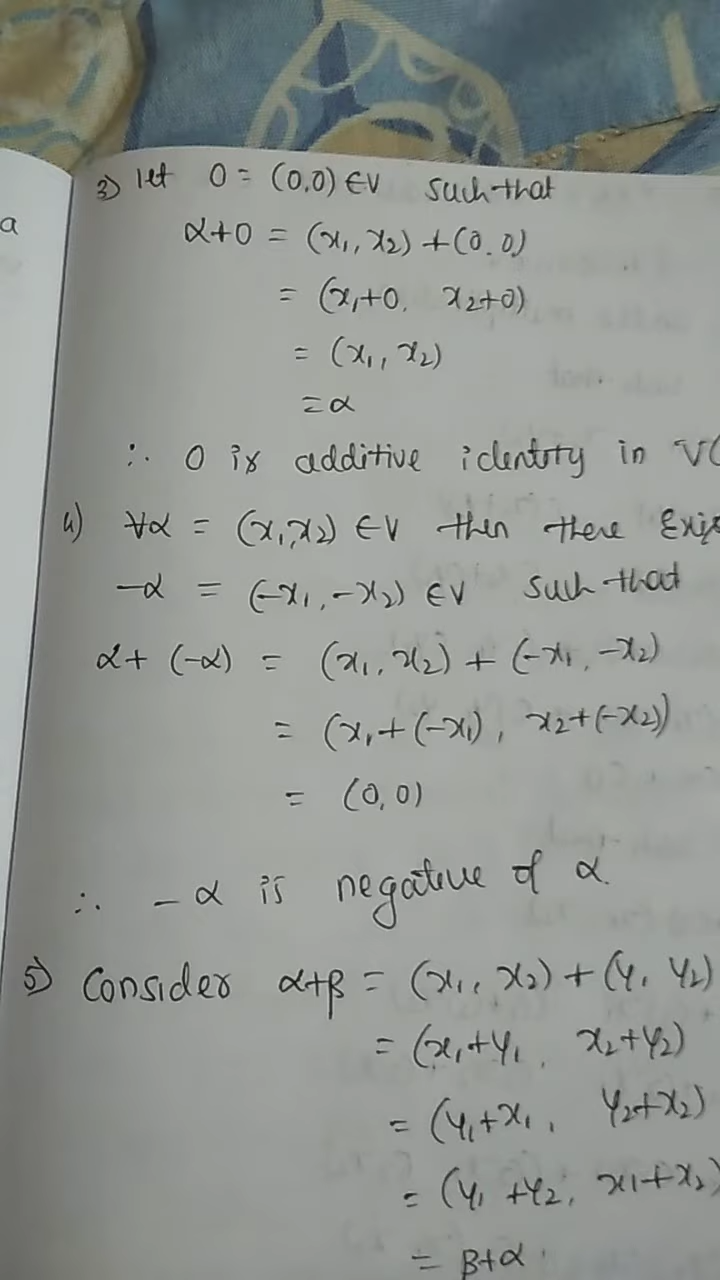 a
3) let 0 = (0,0) ∈V such that
α+0 = (x₁, x₂) + (0,0)
= (x₁+0, x₂+0)
= (x₁, x₂)
= α
∴ 0 is additive identity in V(
4) ∀α = (x₁,x₂) ∈V then there Exis
-α = (-x₁, -x₂) ∈V such that
α+ (-α) = (x₁, x₂) + (-x₁, -x₂)
= (x₁+(-x₁), x₂+(-x₂))
= (0,0)
∴ -α is negative of α.
5) Consider α+β = (x₁, x₂) + (y₁ y₂)
= (x₁+y₁, x₂+y₂)
= (y₁+x₁, y₂+x₂)
= (y₁ +y₂, x₁+x₂)
= β+α.